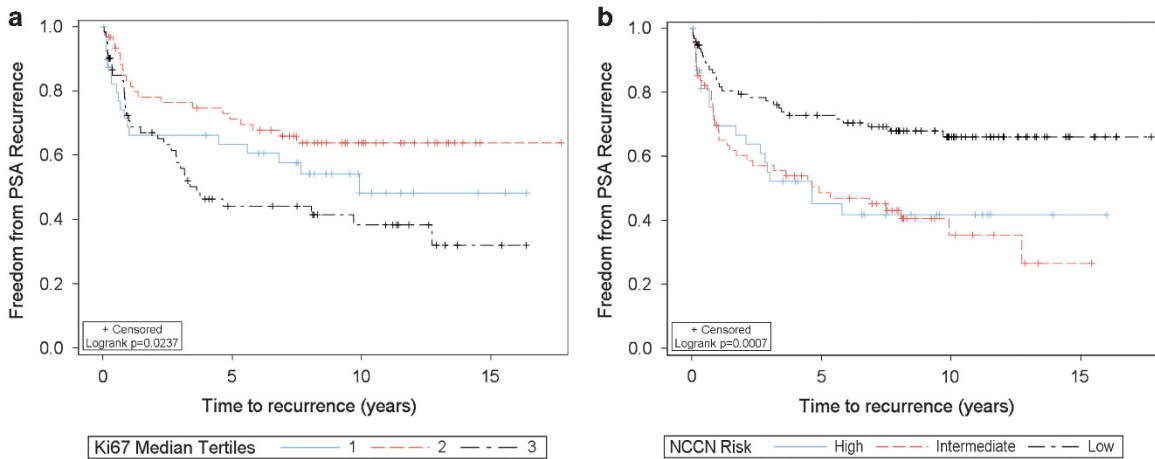 a
Freedom from PSA Recurrence
1.0
0.8
0.6
0.4
0.2
0.0
+ Censored
Logrank p=0.0237
0 5 10 15
Time to recurrence (years)
Ki67 Median Tertiles 1 2 3
b
Freedom from PSA Recurrence
1.0
0.8
0.6
0.4
0.2
0.0
+ Censored
Logrank p=0.0007
0 5 10 15
Time to recurrence (years)
NCCN Risk High Intermediate Low